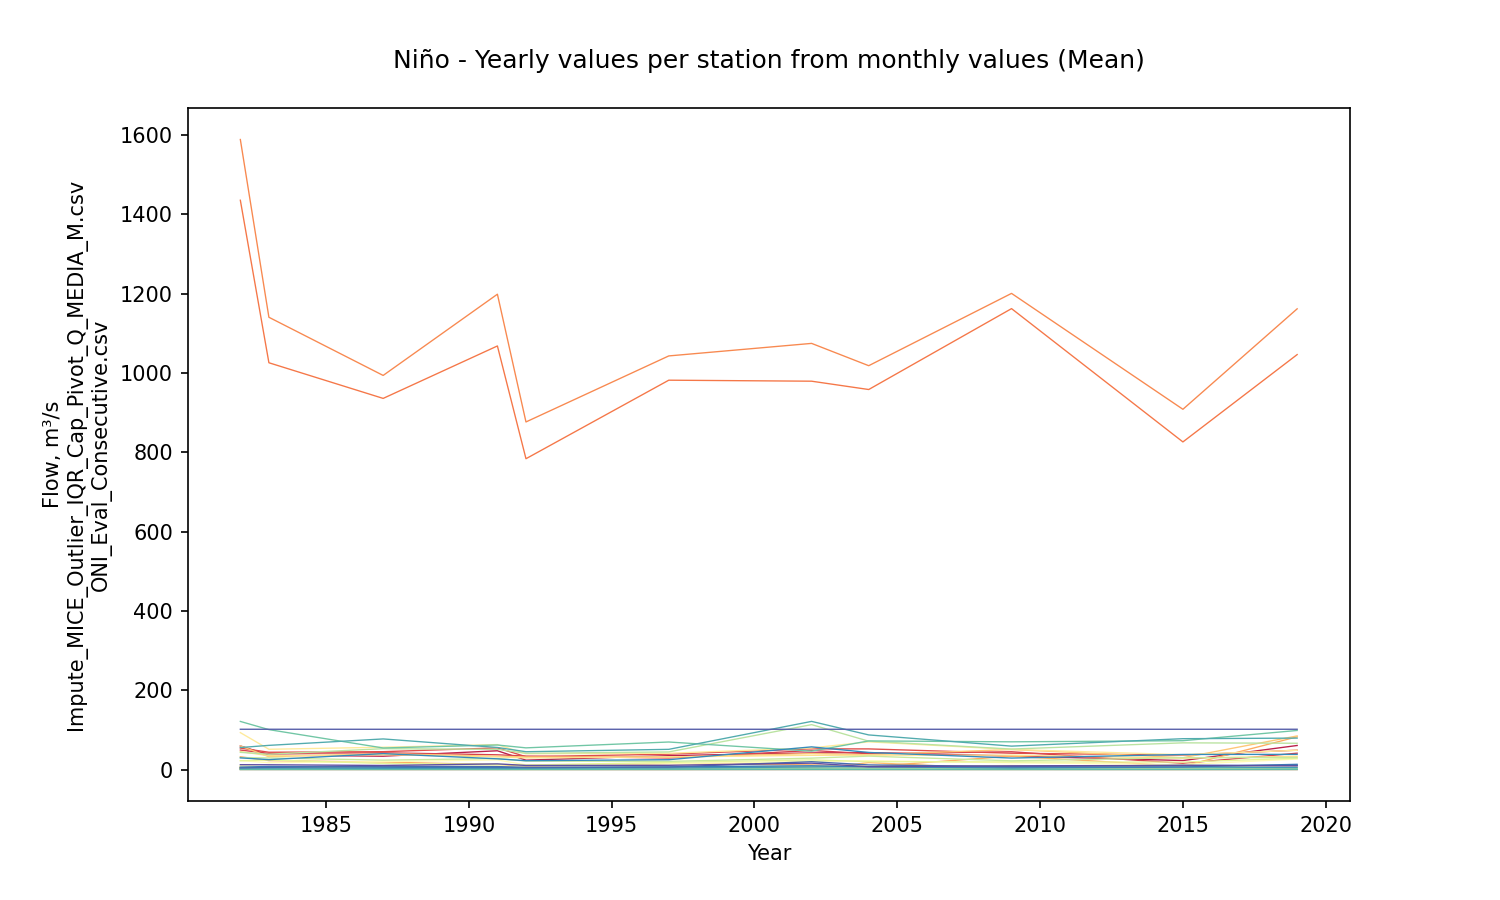 Niño - Yearly values per station from monthly values (Mean)
Flow, m³/s
Impute_MICE_Outlier_IQR_Cap_Pivot_Q_MEDIA_M.csv
ONI_Eval_Consecutive.csv
1600
1400
1200
1000
800
600
400
200
0
1985 1990 1995 2000 2005 2010 2015 2020
Year